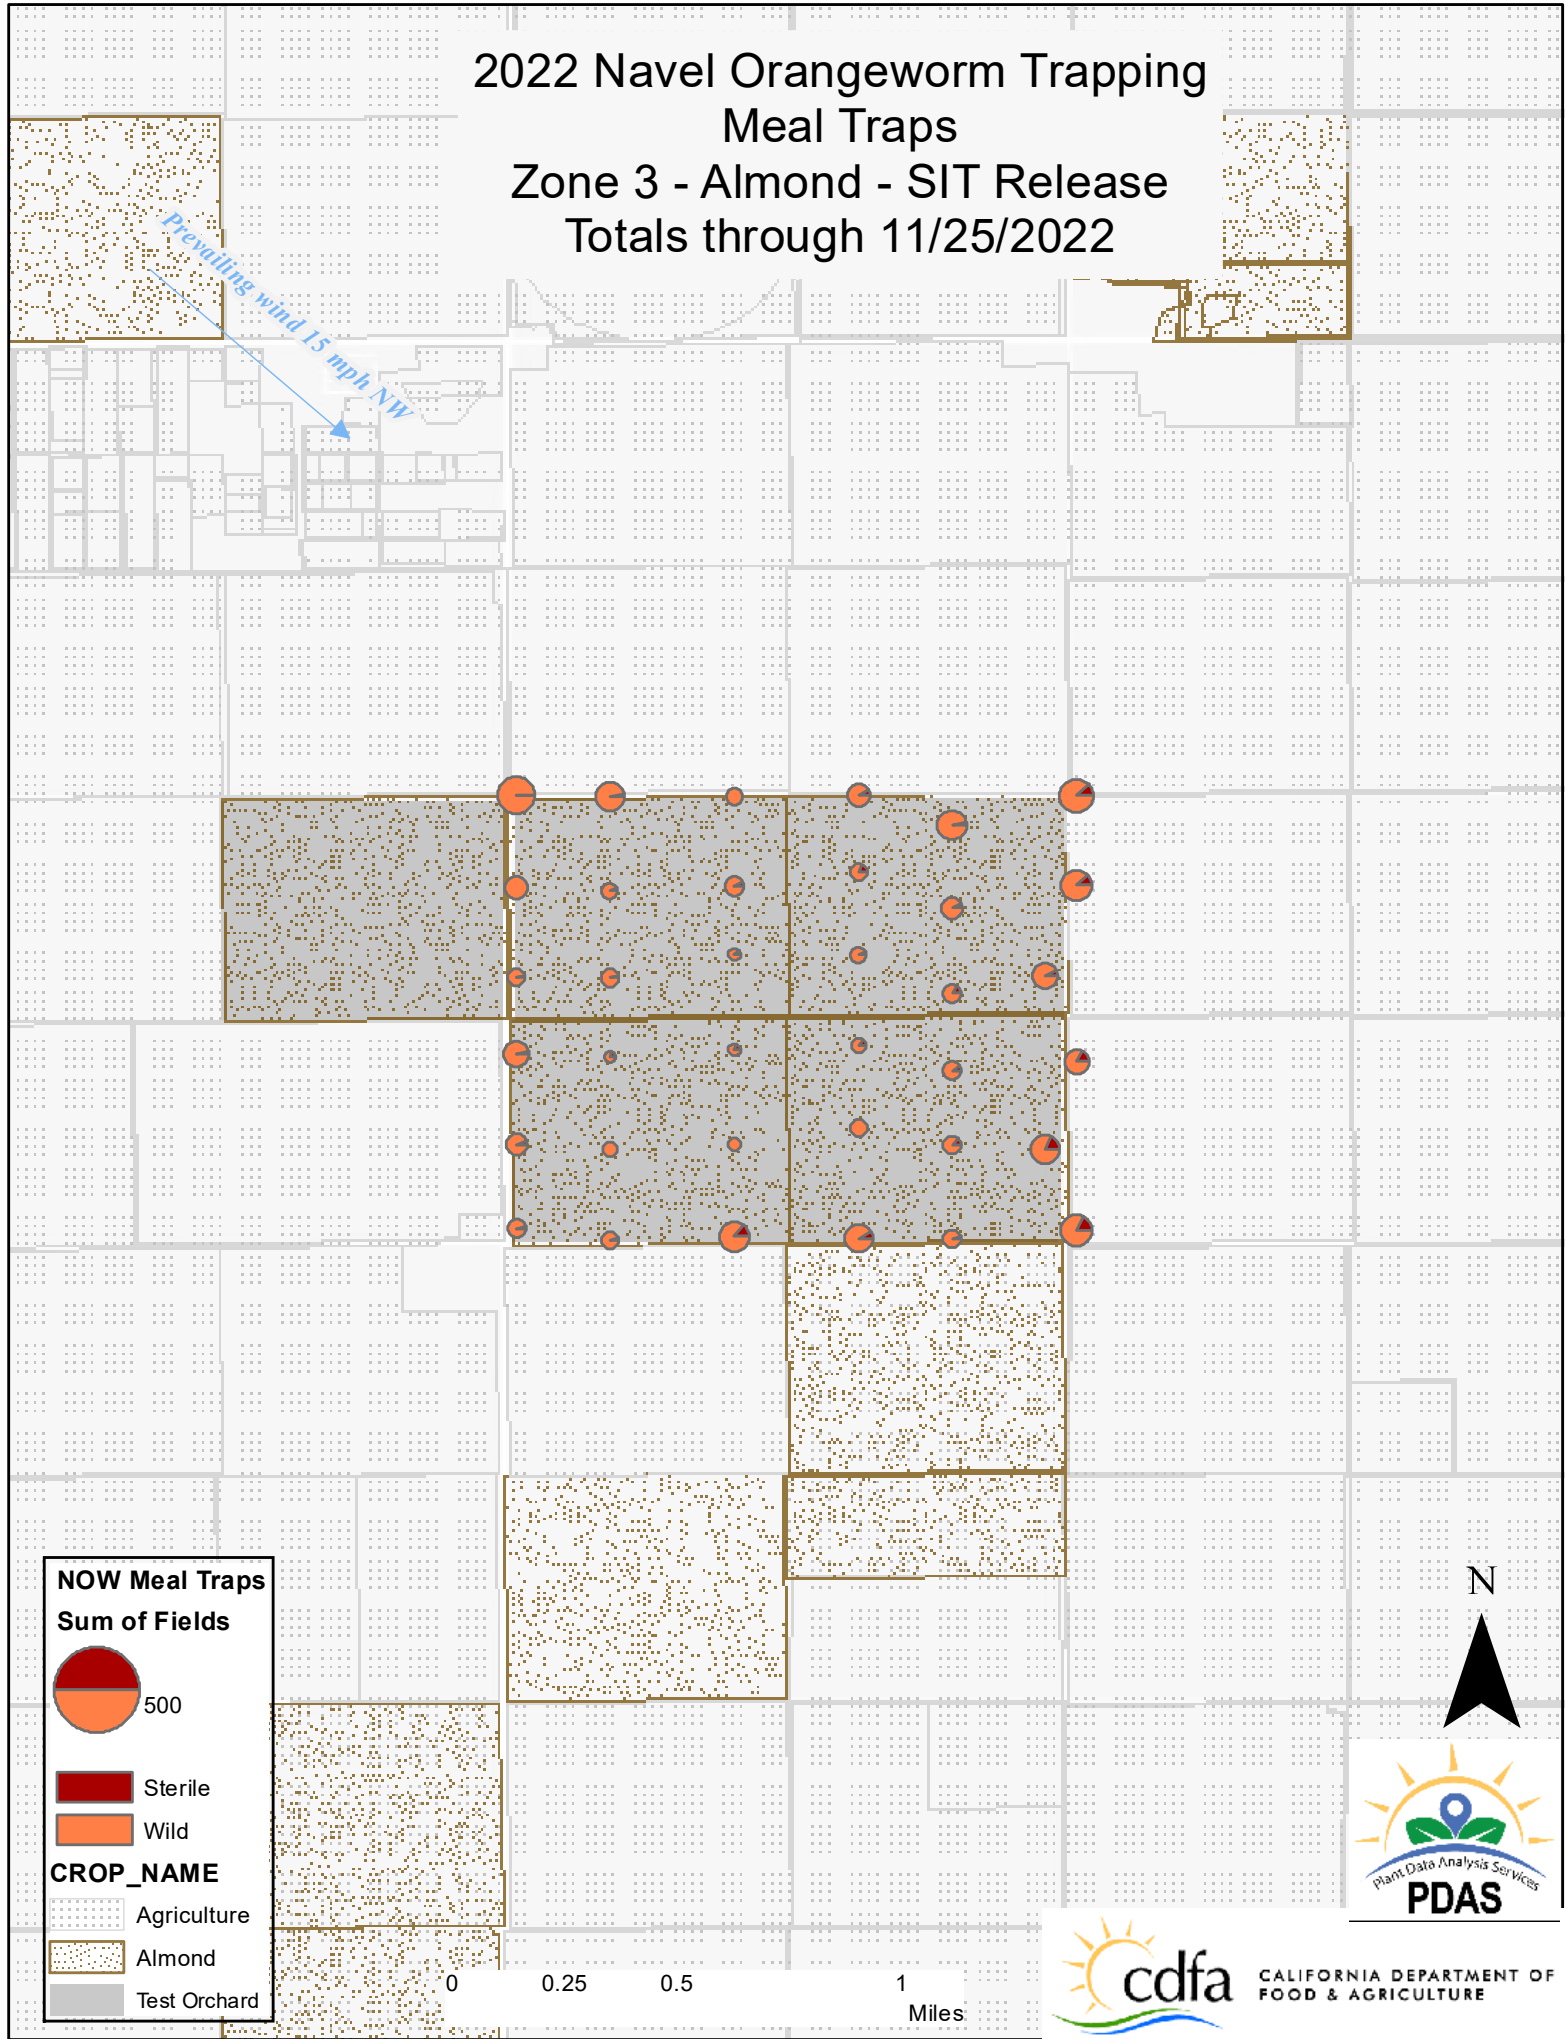 2022 Navel Orangeworm Trapping
Meal Traps
Zone 3 - Almond - SIT Release
Totals through 11/25/2022
Prevailing wind 15 mph NW
NOW Meal Traps
Sum of Fields
500
Sterile
Wild
CROP_NAME
Agriculture
Almond
Test Orchard
0 0.25 0.5 1
Miles
N
Plant Data Analysis Services
PDAS
cdfa
CALIFORNIA DEPARTMENT OF
FOOD & AGRICULTURE